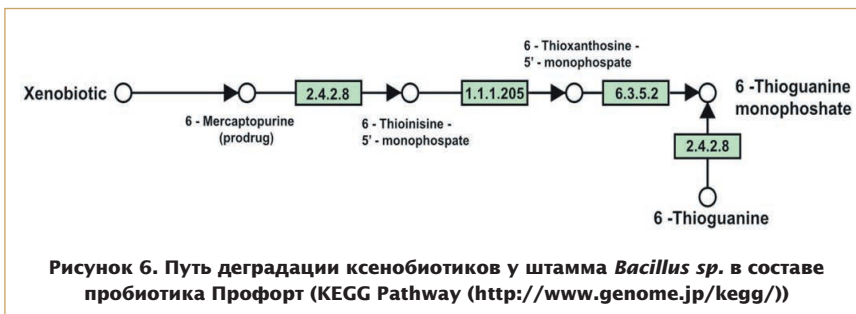 6 - Thioxanthosine -
5' - monophospate
Xenobiotic
2.4.2.8
1.1.1.205
6.3.5.2
6 -Thioguanine
monophoshate
6 - Mercaptopurine
(prodrug)
6 - Thioinisine -
5' - monophospate
2.4.2.8
6 -Thioguanine
Рисунок 6. Путь деградации ксенобиотиков у штамма Bacillus sp. в составе
пробиотика Профорт (KEGG Pathway (http://www.genome.jp/kegg/))